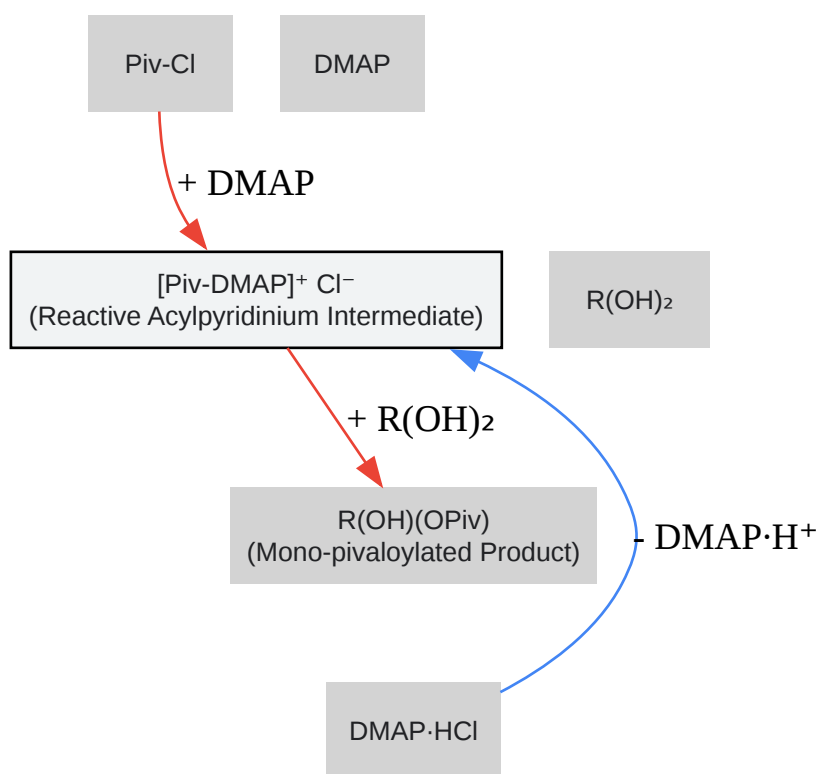 Piv-Cl
DMAP
+ DMAP
[Piv-DMAP]⁺ Cl⁻
(Reactive Acylpyridinium Intermediate)
R(OH)₂
+ R(OH)₂
R(OH)(OPiv)
(Mono-pivaloylated Product)
- DMAP·H⁺
DMAP·HCl